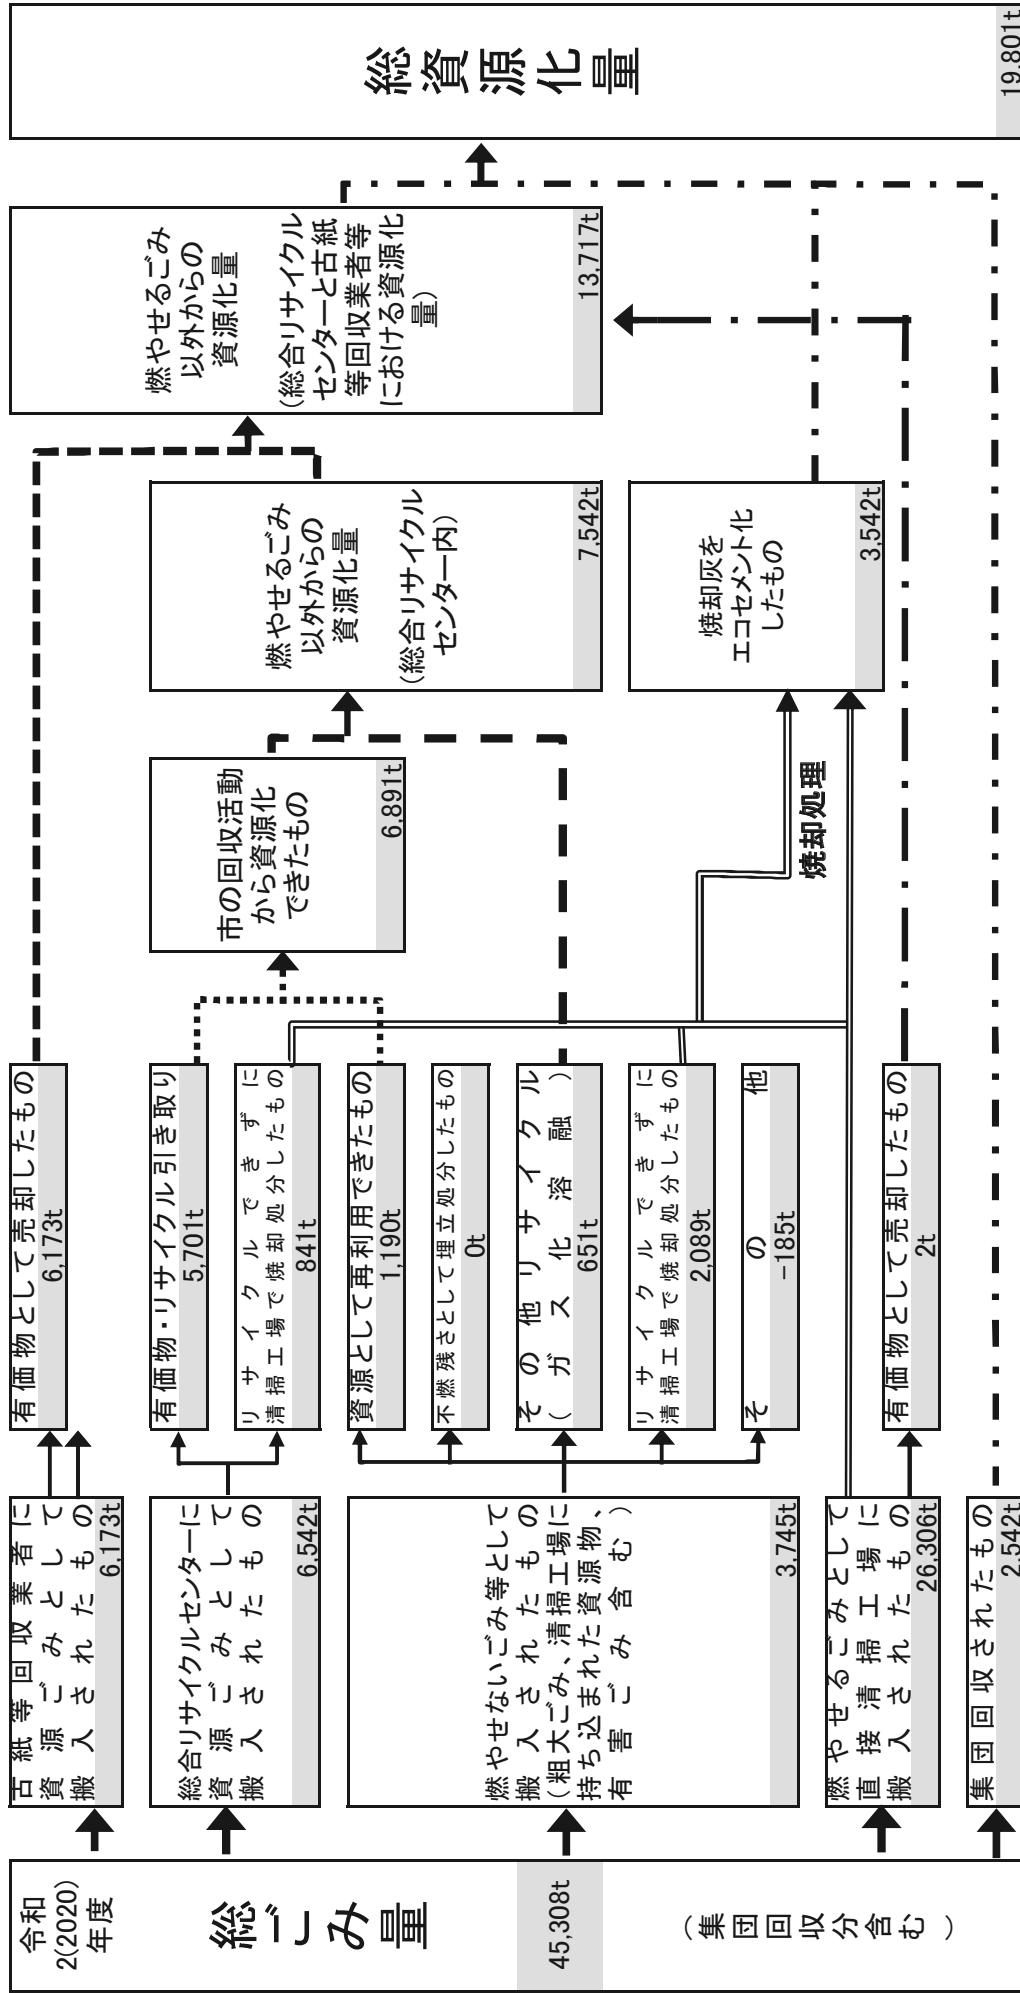 令和
2(2020)
年度
総ごみ量
45,308t
(集団回収分含む)
古紙等回収業者に
資源ごみとして
搬入されたもの
6,173t
総合リサイクルセンターに
資源ごみとして
搬入されたもの
6,542t
燃やせないごみ等として
搬入されたもの
(粗大ごみ、清掃工場に
持ち込まれた資源物、
有害ごみ含む)
3,745t
燃やせるごみとして
直接清掃工場に
搬入されたもの
26,306t
集団回収されたもの
2,542t
有価物として売却したもの
6,173t
有価物・リサイクル引き取り
5,701t
リサイクルできずに
清掃工場で焼却処分したもの
841t
資源として再利用できたもの
1,190t
不燃残さとして埋立処分したもの
0t
その他リサイクル
(ガス化溶融)
651t
リサイクルできずに
清掃工場で焼却処分したもの
2,089t
その他
-185t
有価物として売却したもの
2t
市の回収活動
から資源化
できたもの
6,891t
焼却処理
燃やせるごみ
以外からの
資源化量
(総合リサイクル
センター内)
7,542t
焼却灰を
エコセメント化
したもの
3,542t
燃やせるごみ
以外からの
資源化量
(総合リサイクル
センターと古紙
等回収業者等
における資源化
量)
13,717t
総資源化量
19,801t